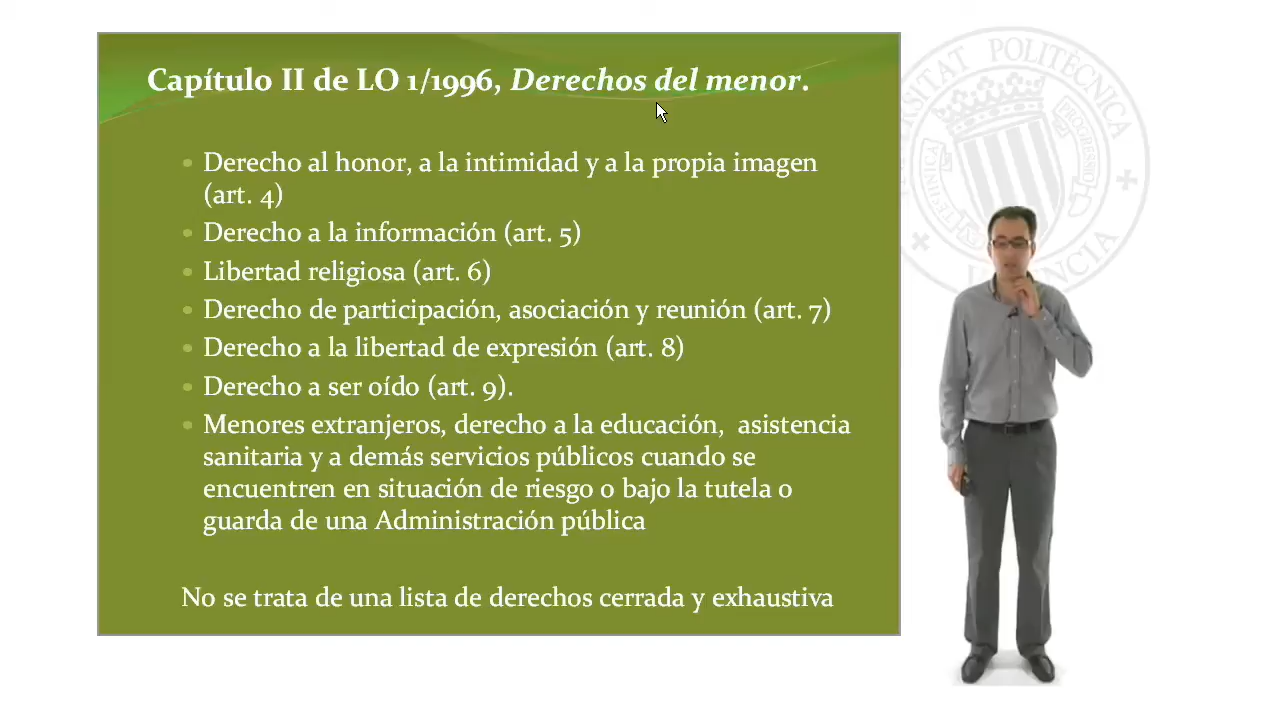 Capítulo II de LO 1/1996, Derechos del menor.
• Derecho al honor, a la intimidad y a la propia imagen
(art. 4)
• Derecho a la información (art. 5)
• Libertad religiosa (art. 6)
• Derecho de participación, asociación y reunión (art. 7)
• Derecho a la libertad de expresión (art. 8)
• Derecho a ser oído (art. 9).
• Menores extranjeros, derecho a la educación, asistencia
sanitaria y a demás servicios públicos cuando se
encuentren en situación de riesgo o bajo la tutela o
guarda de una Administración pública
No se trata de una lista de derechos cerrada y exhaustiva
POLITÈCNICA